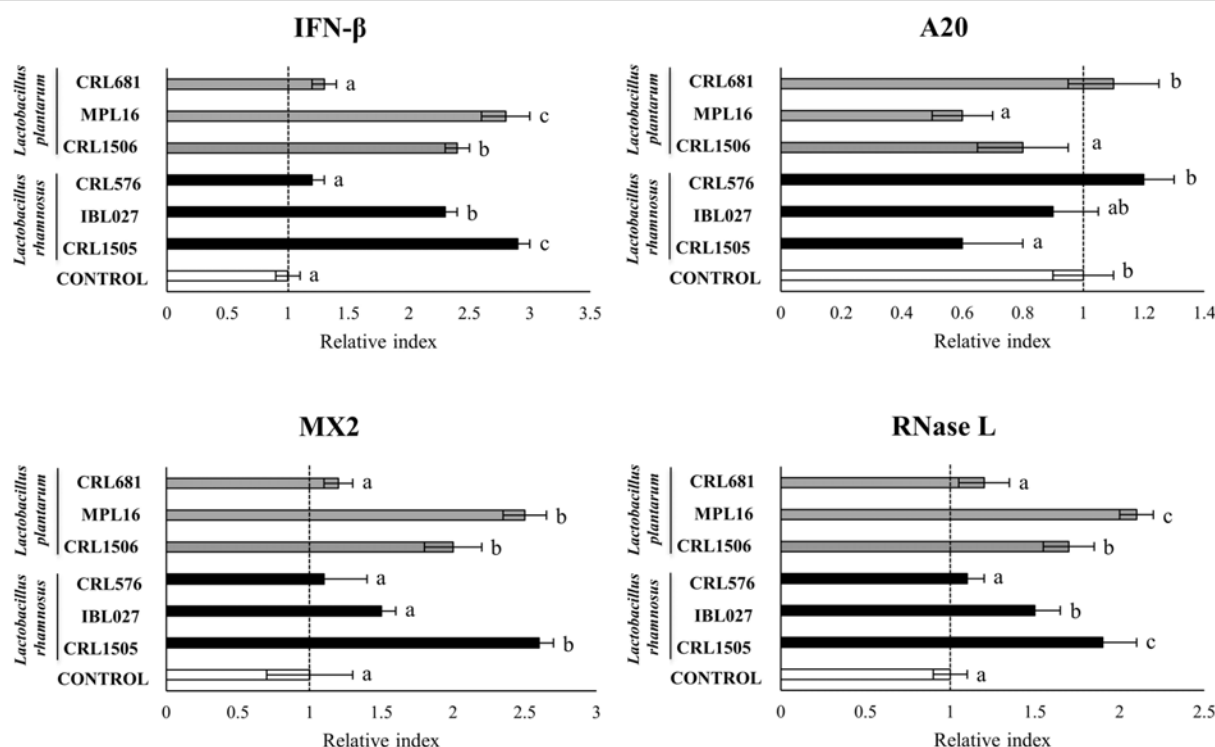 IFN-β
Lactobacillus
plantarum
CRL681
a
MPL16
c
CRL1506
b
Lactobacillus
rhamnosus
CRL576
a
IBL027
b
CRL1505
c
CONTROL
a
0 0.5 1 1.5 2 2.5 3 3.5
Relative index
A20
Lactobacillus
plantarum
CRL681
b
MPL16
a
CRL1506
a
Lactobacillus
rhamnosus
CRL576
b
IBL027
ab
CRL1505
a
CONTROL
b
0 0.2 0.4 0.6 0.8 1 1.2 1.4
Relative index
MX2
Lactobacillus
plantarum
CRL681
a
MPL16
b
CRL1506
b
Lactobacillus
rhamnosus
CRL576
a
IBL027
a
CRL1505
b
CONTROL
a
0 0.5 1 1.5 2 2.5 3
Relative index
RNase L
Lactobacillus
plantarum
CRL681
a
MPL16
c
CRL1506
b
Lactobacillus
rhamnosus
CRL576
a
IBL027
b
CRL1505
c
CONTROL
a
0 0.5 1 1.5 2 2.5
Relative index